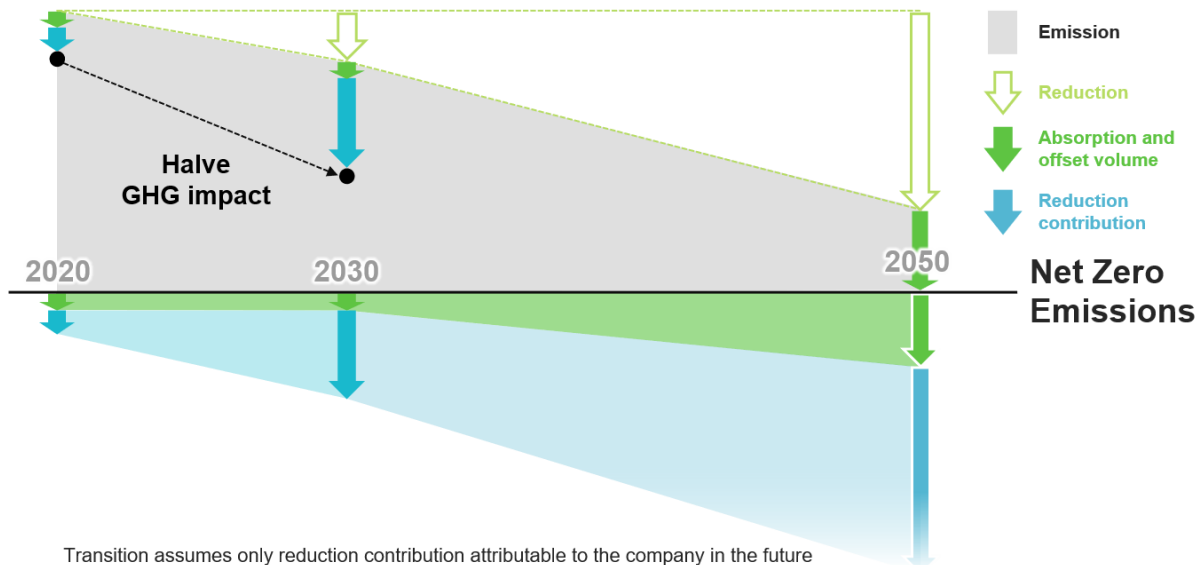 Emission
Reduction
Absorption and
offset volume
Reduction
contribution
Halve
GHG impact
2020
2030
2050
Net Zero
Emissions
Transition assumes only reduction contribution attributable to the company in the future